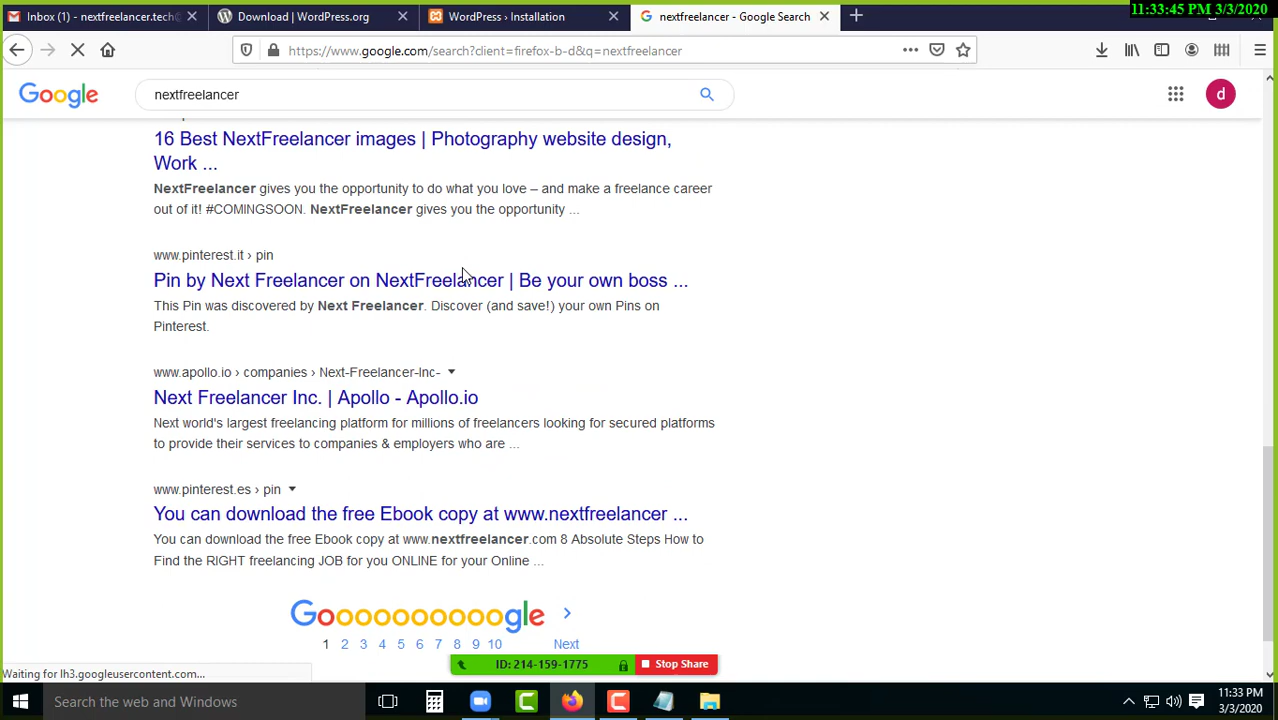 11:33:45 PM 3/3/2020
Inbox (1) - nextfreelancer.tech@
Download | WordPress.org
WordPress › Installation
nextfreelancer - Google Search
https://www.google.com/search?client=firefox-b-d&q=nextfreelancer
Google
nextfreelancer
d
16 Best NextFreelancer images | Photography website design,
Work ...
NextFreelancer gives you the opportunity to do what you love – and make a freelance career
out of it! #COMINGSOON. NextFreelancer gives you the opportunity ...
www.pinterest.it › pin
Pin by Next Freelancer on NextFreelancer | Be your own boss ...
This Pin was discovered by Next Freelancer. Discover (and save!) your own Pins on
Pinterest.
www.apollo.io › companies › Next-Freelancer-Inc-
Next Freelancer Inc. | Apollo - Apollo.io
Next world's largest freelancing platform for millions of freelancers looking for secured platforms
to provide their services to companies & employers who are ...
www.pinterest.es › pin
You can download the free Ebook copy at www.nextfreelancer ...
You can download the free Ebook copy at www.nextfreelancer.com 8 Absolute Steps How to
Find the RIGHT freelancing JOB for you ONLINE for your Online ...
Goooooooooogle
1 2 3 4 5 6 7 8 9 10 Next
ID: 214-159-1775
Stop Share
Waiting for lh3.googleusercontent.com...
Search the web and Windows
11:33 PM
3/3/2020